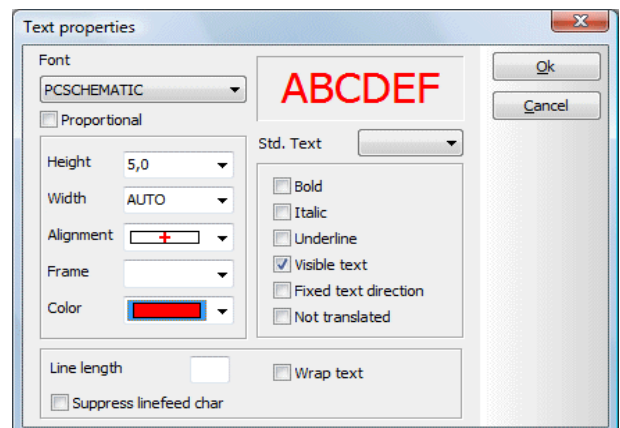 Text properties
Font
PCSCHEMATIC
Proportional
ABCDEF
Ok
Cancel
Std. Text
Height 5,0
Width AUTO
Alignment
Frame
Color
Bold
Italic
Underline
Visible text
Fixed text direction
Not translated
Line length
Wrap text
Suppress linefeed char